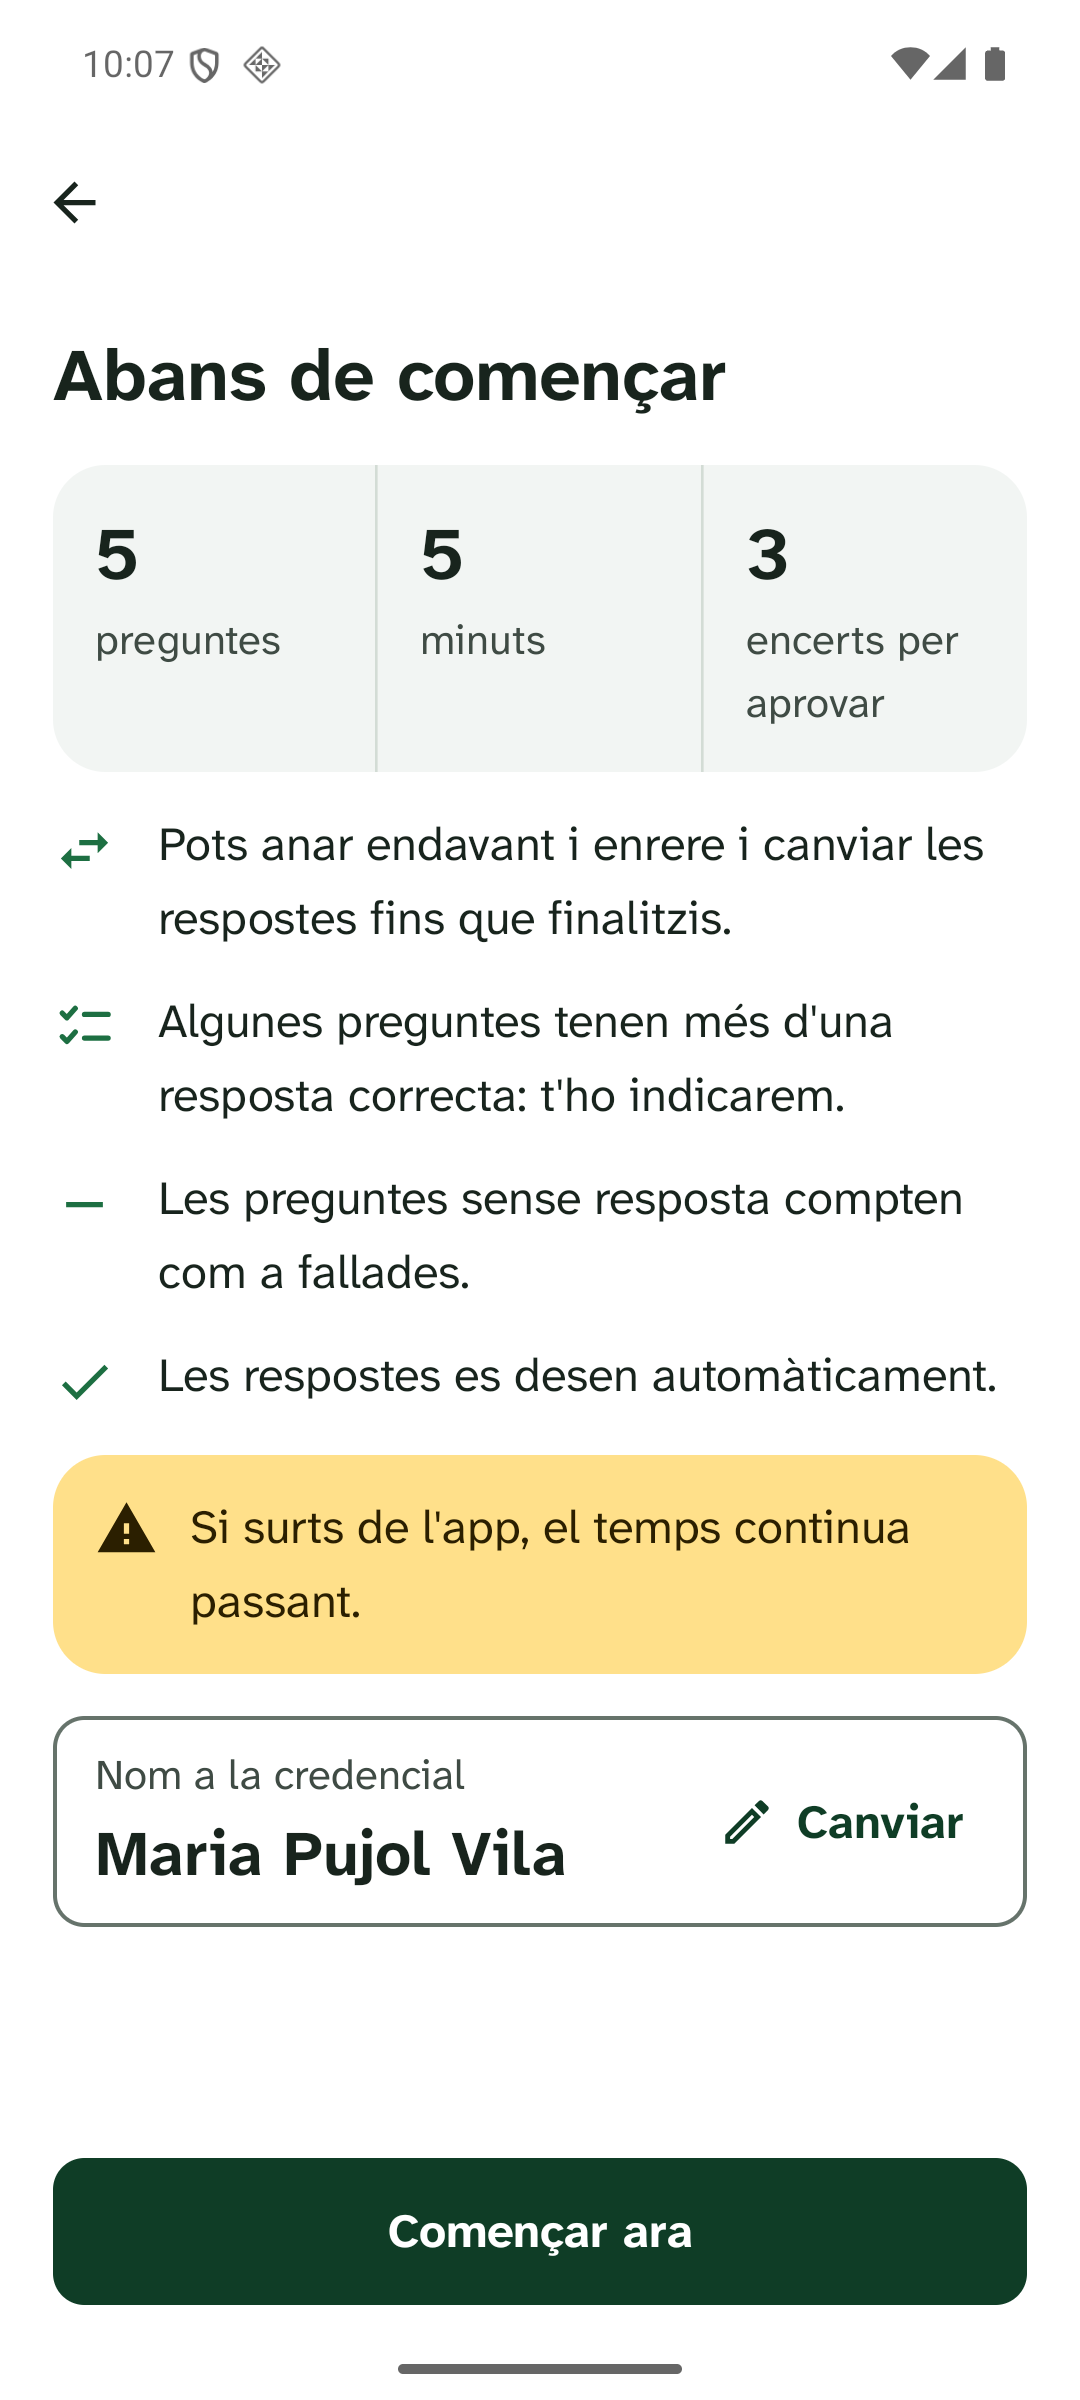 10:07
Abans de començar
5
preguntes
5
minuts
3
encerts per
aprovar
Pots anar endavant i enrere i canviar les
respostes fins que finalitzis.
Algunes preguntes tenen més d'una
resposta correcta: t'ho indicarem.
Les preguntes sense resposta compten
com a fallades.
Les respostes es desen automàticament.
Si surts de l'app, el temps continua
passant.
Nom a la credencial
Maria Pujol Vila
Canviar
Començar ara